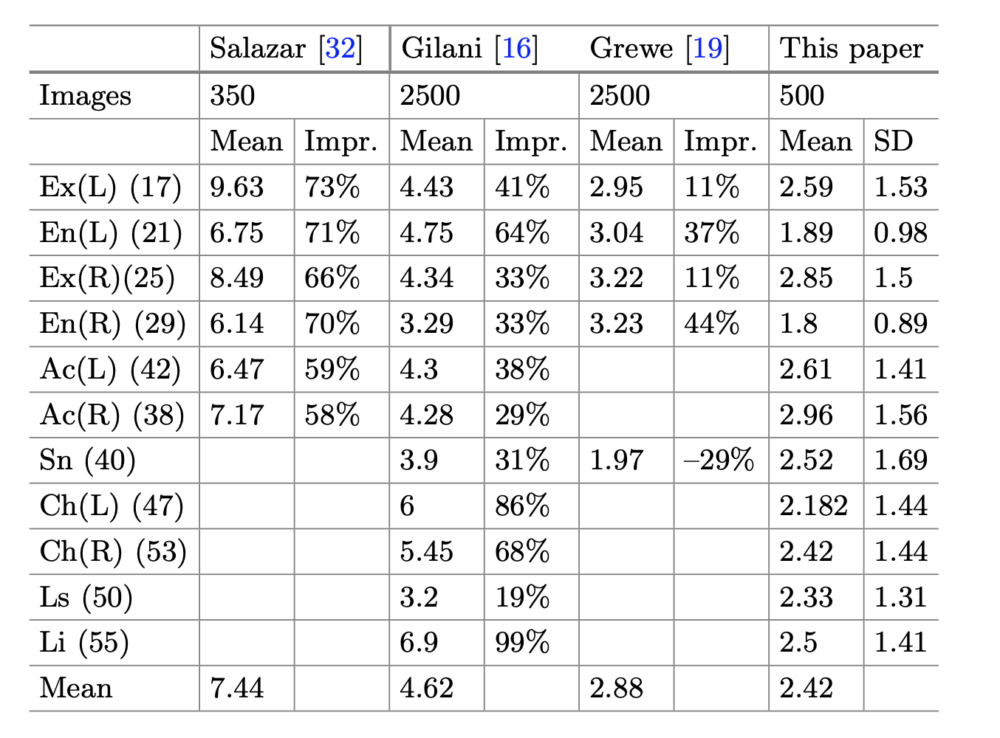 Salazar [32] Gilani [16] Grewe [19] This paper
Images 350 2500 2500 500
Mean Impr. Mean Impr. Mean Impr. Mean SD
Ex(L) (17) 9.63 73% 4.43 41% 2.95 11% 2.59 1.53
En(L) (21) 6.75 71% 4.75 64% 3.04 37% 1.89 0.98
Ex(R)(25) 8.49 66% 4.34 33% 3.22 11% 2.85 1.5
En(R) (29) 6.14 70% 3.29 33% 3.23 44% 1.8 0.89
Ac(L) (42) 6.47 59% 4.3 38% 2.61 1.41
Ac(R) (38) 7.17 58% 4.28 29% 2.96 1.56
Sn (40) 3.9 31% 1.97 –29% 2.52 1.69
Ch(L) (47) 6 86% 2.182 1.44
Ch(R) (53) 5.45 68% 2.42 1.44
Ls (50) 3.2 19% 2.33 1.31
Li (55) 6.9 99% 2.5 1.41
Mean 7.44 4.62 2.88 2.42